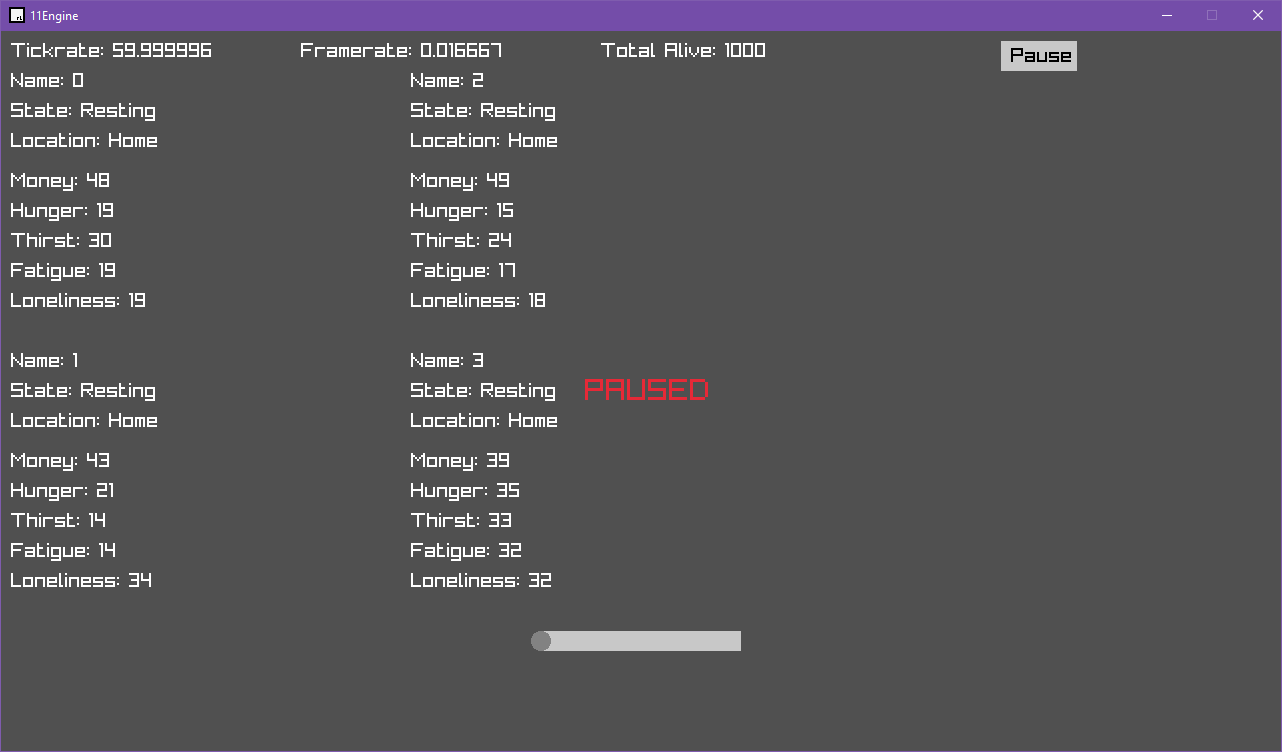 11Engine
Tickrate: 59.999996 Framerate: 0.016667 Total Alive: 1000 Pause
Name: 0
State: Resting
Location: Home
Money: 48
Hunger: 19
Thirst: 30
Fatigue: 19
Loneliness: 19
Name: 2
State: Resting
Location: Home
Money: 49
Hunger: 15
Thirst: 24
Fatigue: 17
Loneliness: 18
Name: 1
State: Resting
Location: Home
Money: 43
Hunger: 21
Thirst: 14
Fatigue: 14
Loneliness: 34
Name: 3
State: Resting
Location: Home
Money: 39
Hunger: 35
Thirst: 33
Fatigue: 32
Loneliness: 32
PAUSED